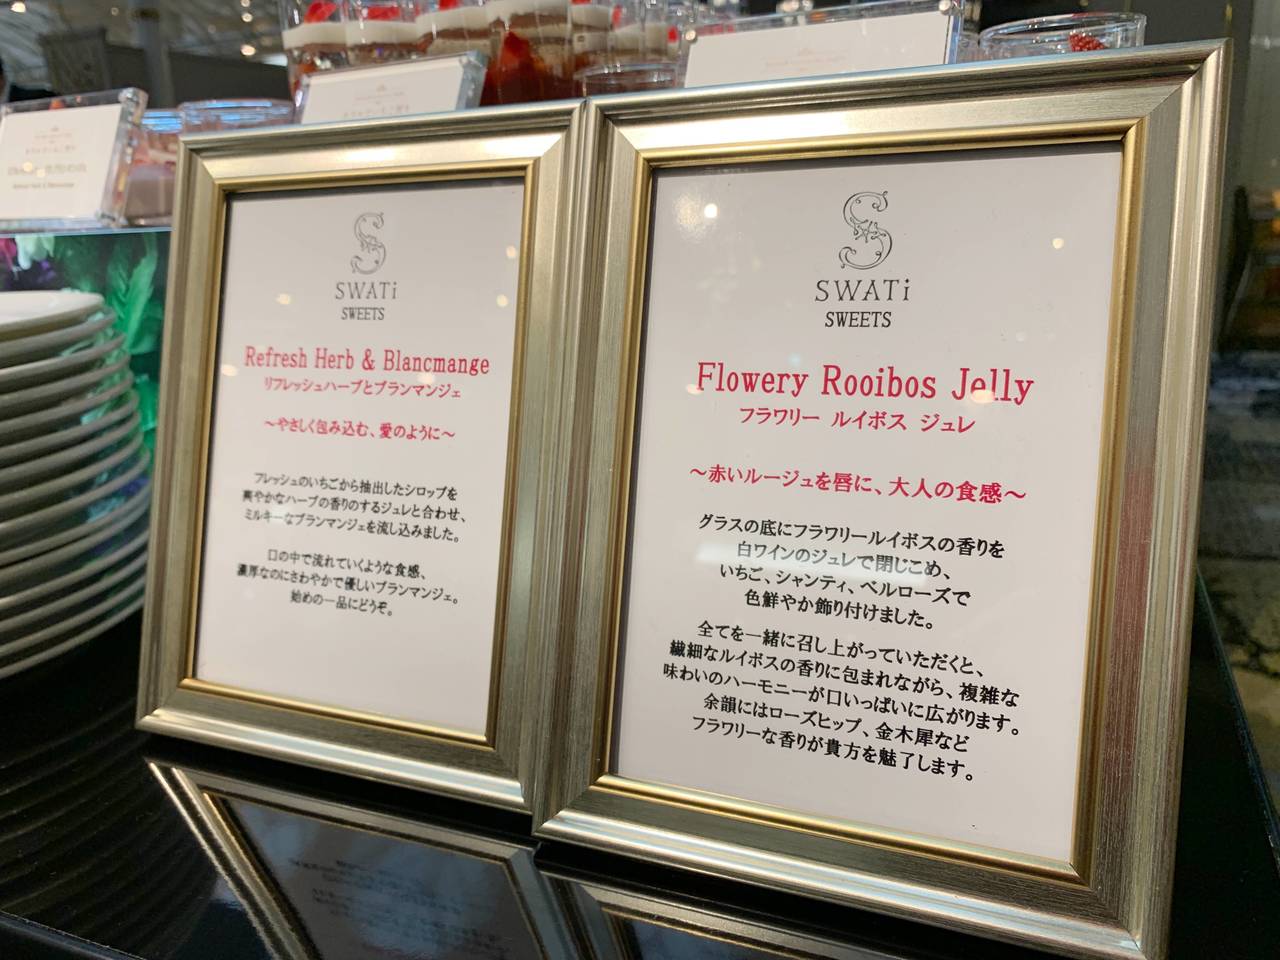 SWATi
SWEETS
Refresh Herb & Blancmange
リフレッシュハーブとブランマンジェ
〜やさしく包み込む、愛のように〜
フレッシュのいちごから抽出したシロップを
爽やかなハーブの香りのするジュレと合わせ、
ミルキーなブランマンジェを流し込みました。
口の中で流れていくような食感、
濃厚なのにさわやかで優しいブランマンジェ。
始めの一品にどうぞ。
SWATi
SWEETS
Flowery Rooibos Jelly
フラワリー ルイボス ジュレ
〜赤いルージュを唇に、大人の食感〜
グラスの底にフラワリールイボスの香りを
白ワインのジュレで閉じこめ、
いちご、シャンティ、ベルローズで
色鮮やか飾り付けました。
全てを一緒に召し上がっていただくと、
繊細なルイボスの香りに包まれながら、複雑な
味わいのハーモニーが口いっぱいに広がります。
余韻にはローズヒップ、金木犀など
フラワリーな香りが貴方を魅了します。